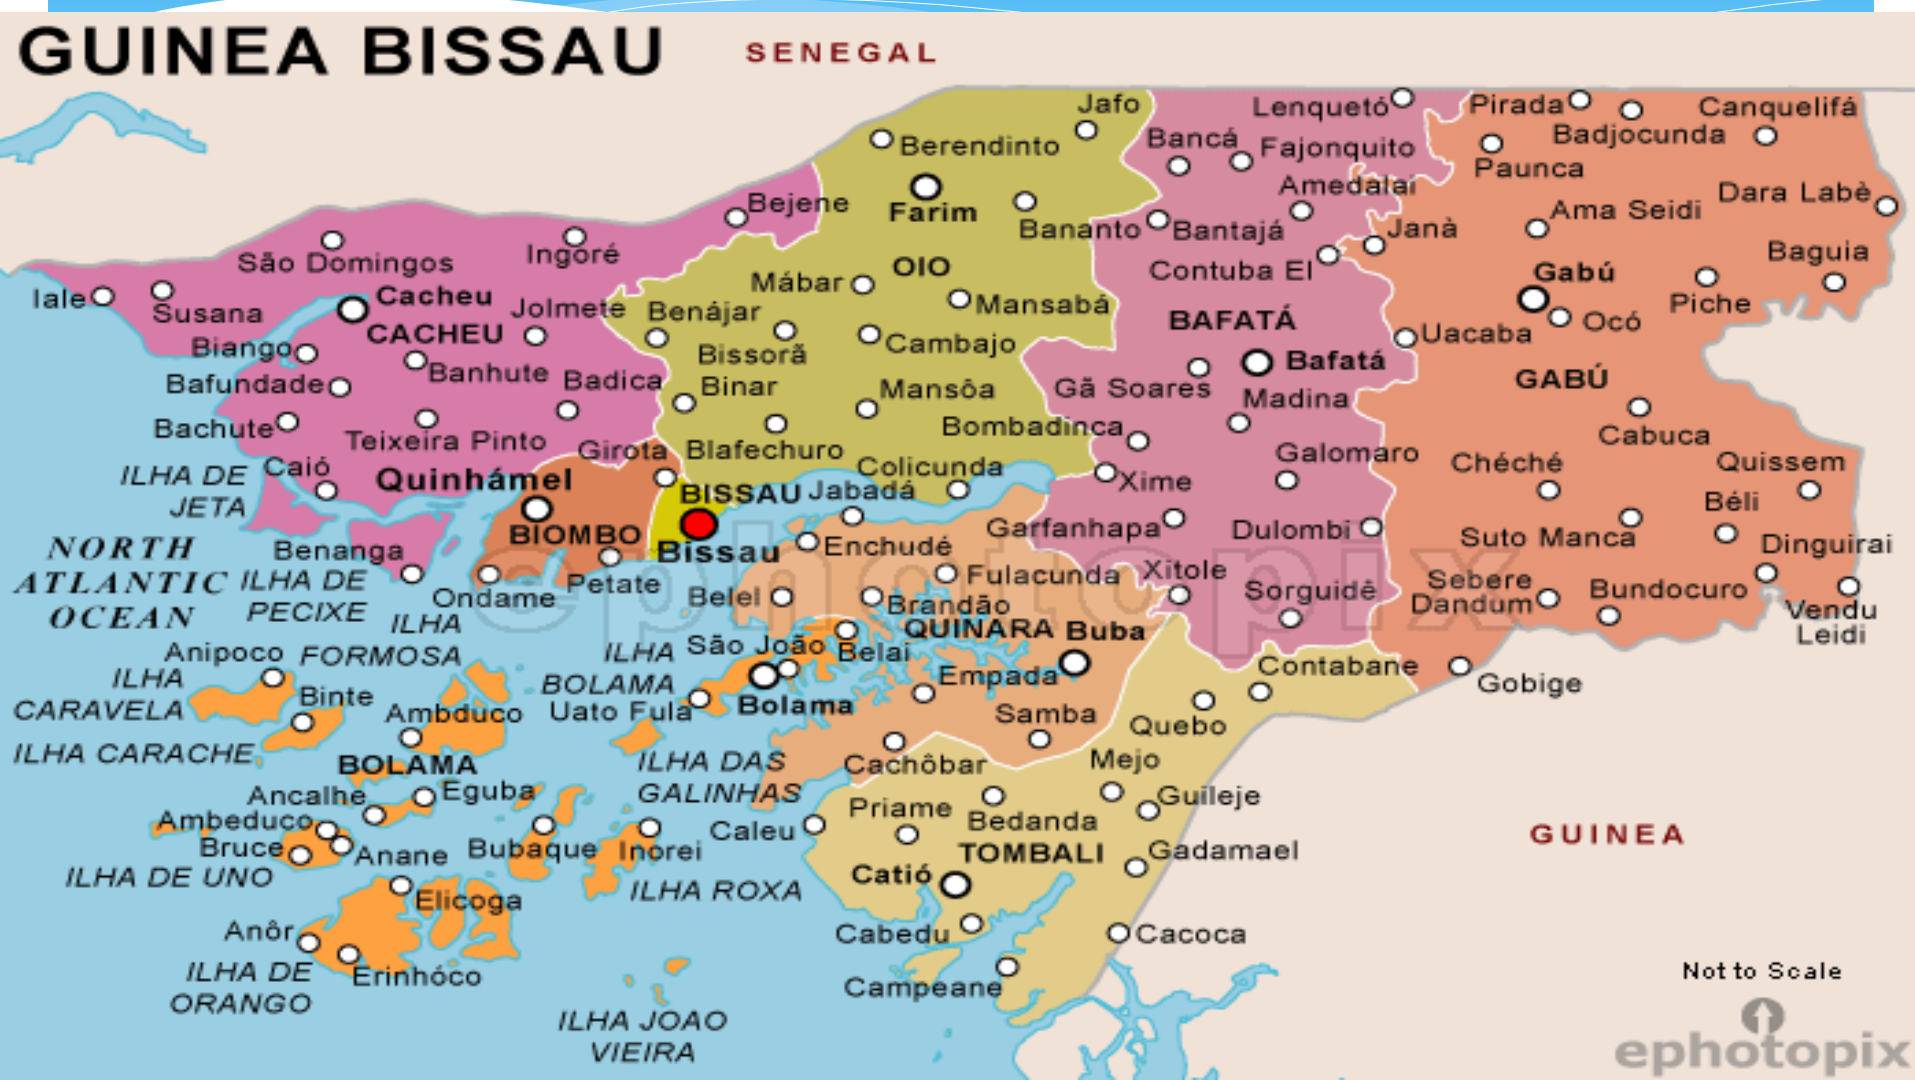 GUINEA BISSAU
SENEGAL
Jafo
Lenquetó
Pirada
Canquelifá
Berendinto
Bancá
Fajonquito
Badjocunda
Paunca
Amedalai
Dara Labè
Bejene
Farim
Bananto
Bantajá
Janà
Ama Seidi
São Domingos
Ingoré
OIO
Contuba El
Gabú
Baguia
Iale
Susana
Cacheu
Jolmete
Benájar
Mábar
Mansabá
BAFATÁ
Uacaba
Ocó
Piche
CACHEU
Biango
Banhute
Bissorã
Cambajo
Bafatá
GABÚ
Bafundade
Badica
Binar
Mansôa
Gã Soares
Madina
Bachute
Teixeira Pinto
Girota
Blafechuro
Bombadinca
Galomaro
Cabuca
ILHA DE
JETA
Caió
Quinhámel
BISSAU
Jabadá
Colicunda
Xime
Chéché
Quissem
Béli
NORTH
ATLANTIC
OCEAN
Benanga
BIOMBO
Bissau
Enchudé
Garfanhapa
Dulombi
Suto Manca
Dinguirai
ILHA DE
PECIXE
Ondame
Petate
Belel
Fulacunda
Brandão
Xitole
Sorguidê
Sebere
Dandum
Bundocuro
Vendu
Leidi
ephotopix
ILHA
FORMOSA
Anipoco
ILHA
BOLAMA
São João
Belai
QUINARA
Buba
Contabane
Gobige
ILHA
CARAVELA
Binte
Ambduco
Uato Fula
Bolama
Empada
Samba
Quebo
ILHA CARACHE
BOLAMA
ILHA DAS
GALINHAS
Cachôbar
Mejo
Ancalhe
Eguba
Priame
Bedanda
Guileje
Ambeduco
Bruce
Anane
Bubaque
Inorei
Caleu
TOMBALI
Gadamael
GUINEA
ILHA DE UNO
ILHA ROXA
Catió
Elicoga
Anôr
Cabedu
Cacoca
ILHA DE
ORANGO
Erinhóco
Campeane
ILHA JOAO
VIEIRA
Not to Scale
ephotopix